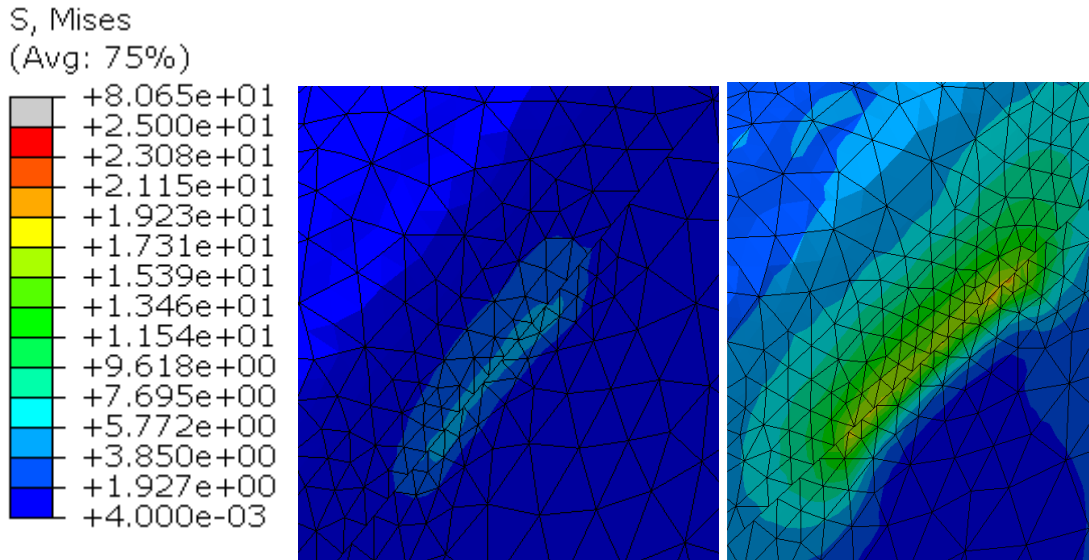 S, Mises
(Avg: 75%)
+8.065e+01
+2.500e+01
+2.308e+01
+2.115e+01
+1.923e+01
+1.731e+01
+1.539e+01
+1.346e+01
+1.154e+01
+9.618e+00
+7.695e+00
+5.772e+00
+3.850e+00
+1.927e+00
+4.000e-03